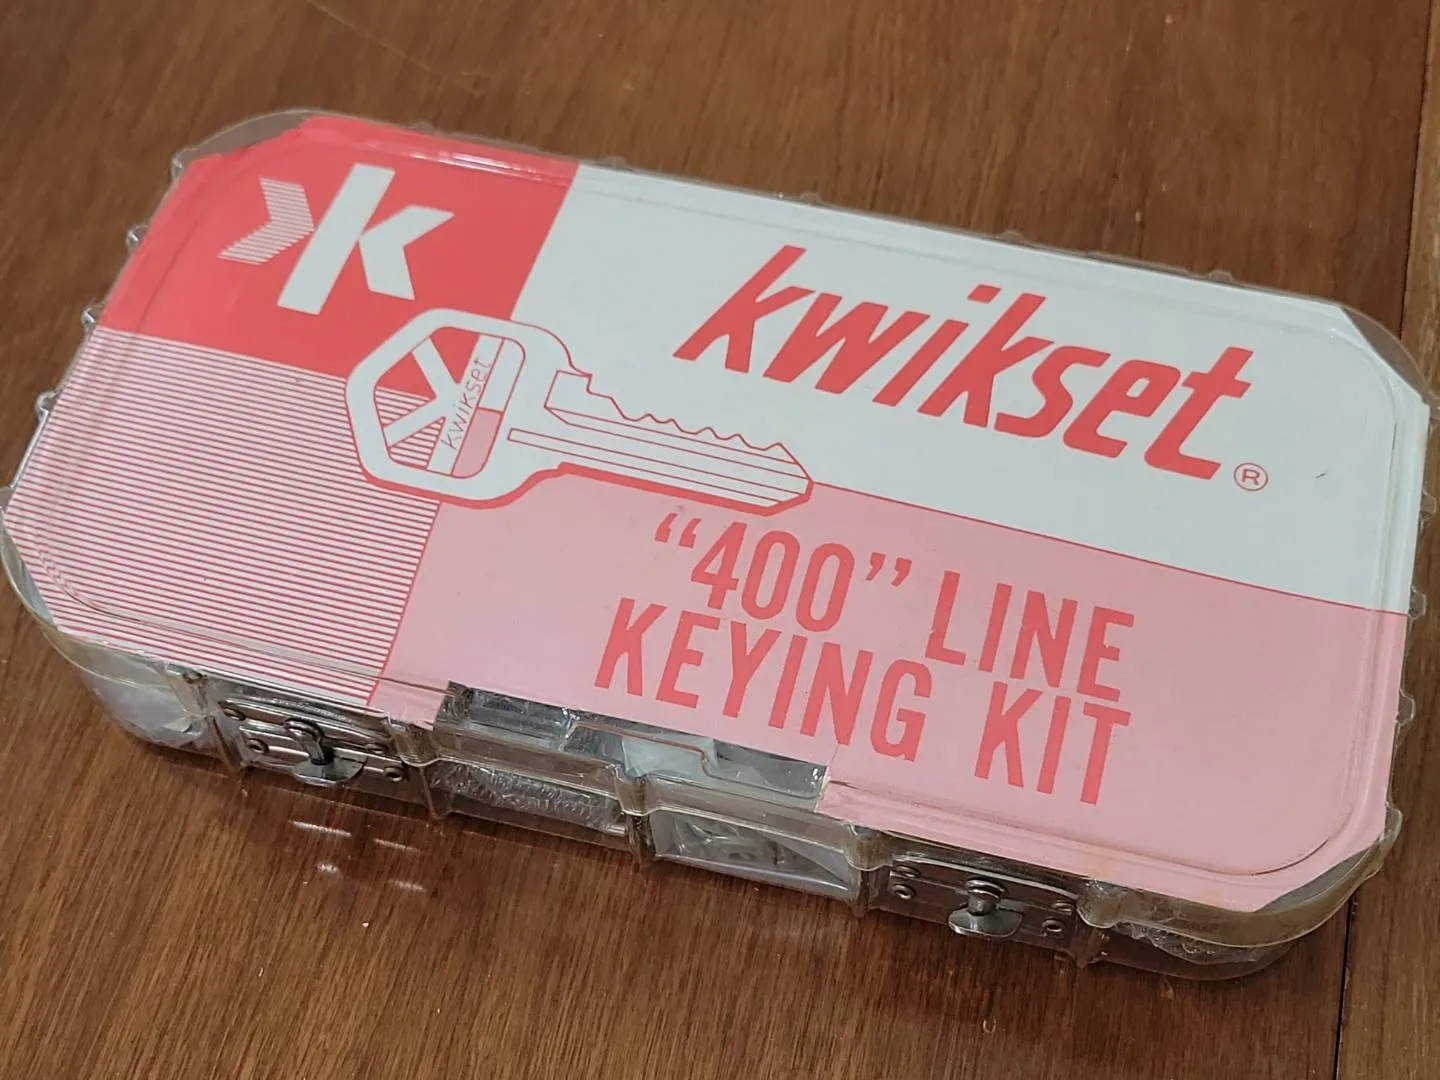 K
kwikset®
kwikset
"400" LINE
KEYING KIT